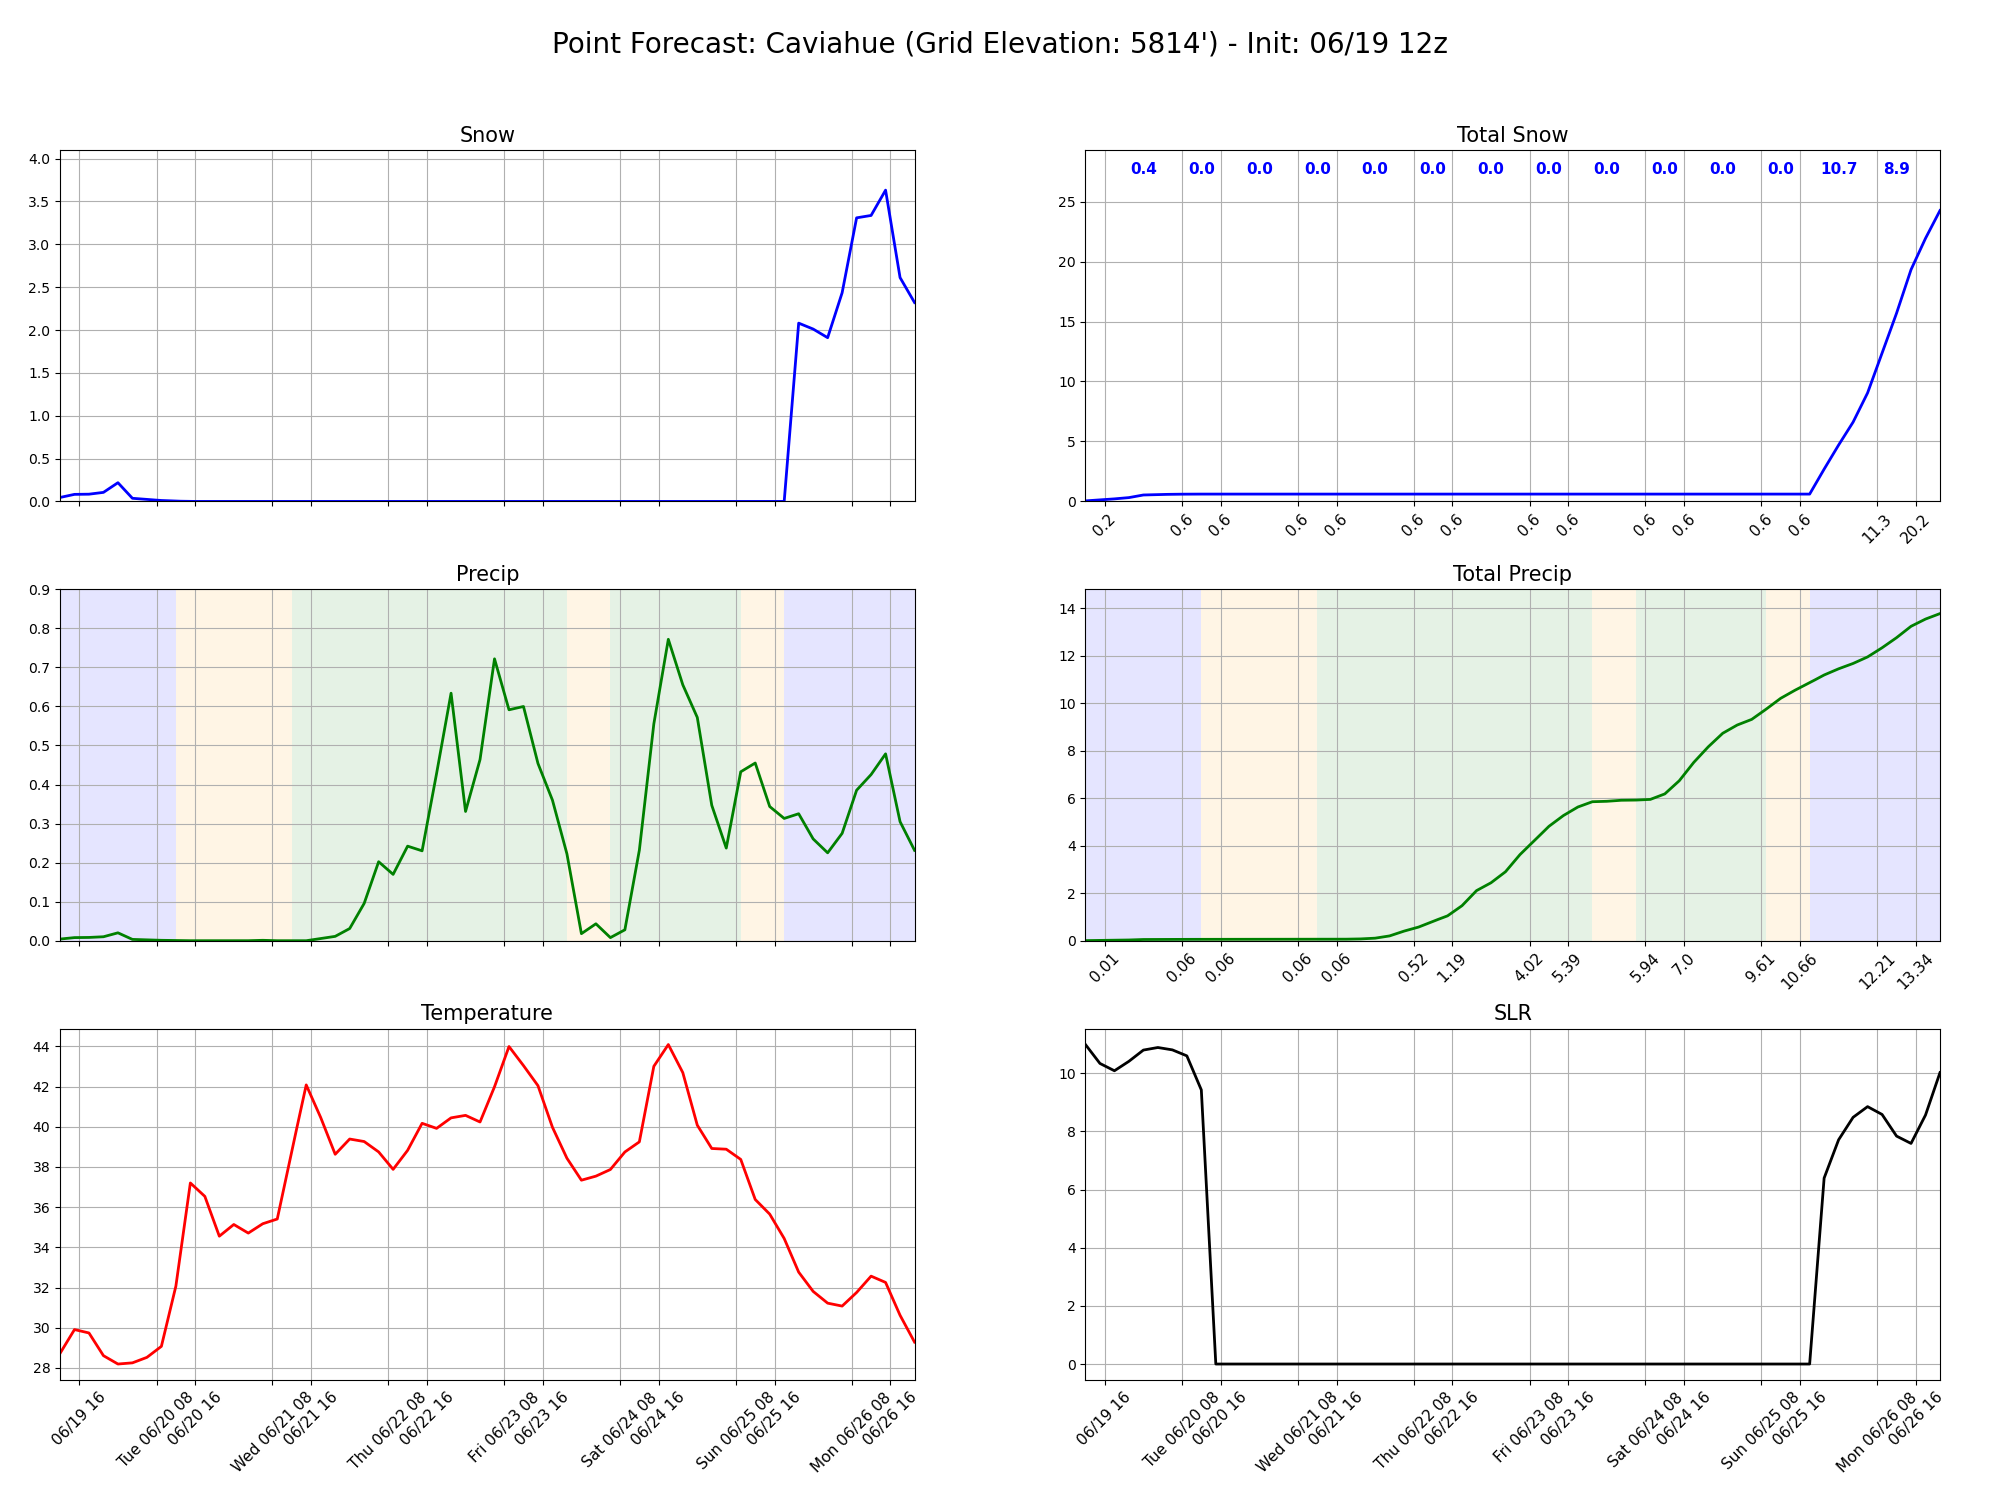 Point Forecast: Caviahue (Grid Elevation: 5814') - Init: 06/19 12z
Snow
4.0
3.5
3.0
2.5
2.0
1.5
1.0
0.5
0.0
Total Snow
0.4 0.0 0.0 0.0 0.0 0.0 0.0 0.0 0.0 0.0 0.0 0.0 10.7 8.9
25
20
15
10
5
0
0.2 0.6 0.6 0.6 0.6 0.6 0.6 0.6 0.6 0.6 0.6 0.6 0.6 11.3 20.2
Precip
0.9
0.8
0.7
0.6
0.5
0.4
0.3
0.2
0.1
0.0
Total Precip
14
12
10
8
6
4
2
0
0.01 0.06 0.06 0.06 0.06 0.52 1.19 4.02 5.39 5.94 7.0 9.61 10.66 12.21 13.34
Temperature
44
42
40
38
36
34
32
30
28
06/19 16
Tue 06/20 08
06/20 16
Wed 06/21 08
06/21 16
Thu 06/22 08
06/22 16
Fri 06/23 08
06/23 16
Sat 06/24 08
06/24 16
Sun 06/25 08
06/25 16
Mon 06/26 08
06/26 16
SLR
10
8
6
4
2
0
06/19 16
Tue 06/20 08
06/20 16
Wed 06/21 08
06/21 16
Thu 06/22 08
06/22 16
Fri 06/23 08
06/23 16
Sat 06/24 08
06/24 16
Sun 06/25 08
06/25 16
Mon 06/26 08
06/26 16